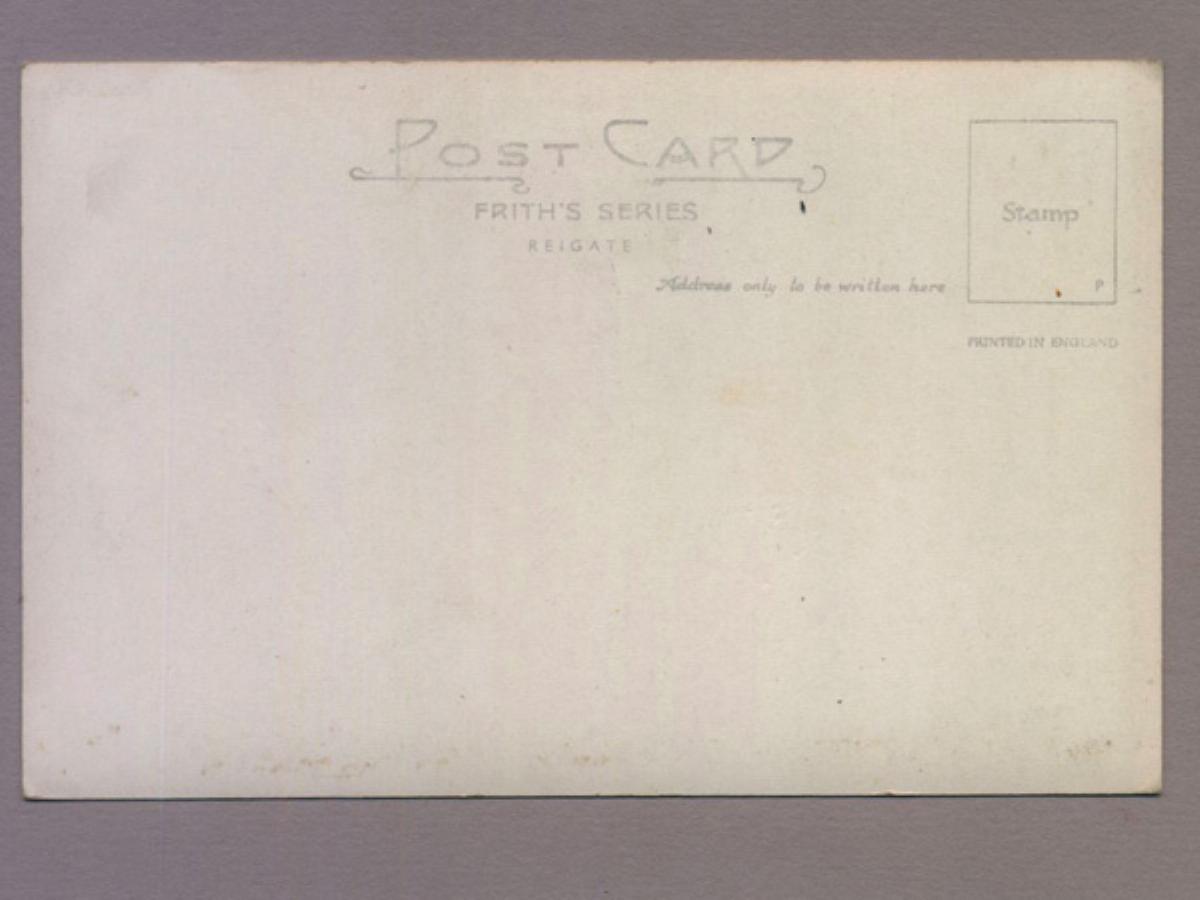 POST CARD
FRITH'S SERIES
REIGATE
Stamp
Address only to be written here
P
PRINTED IN ENGLAND